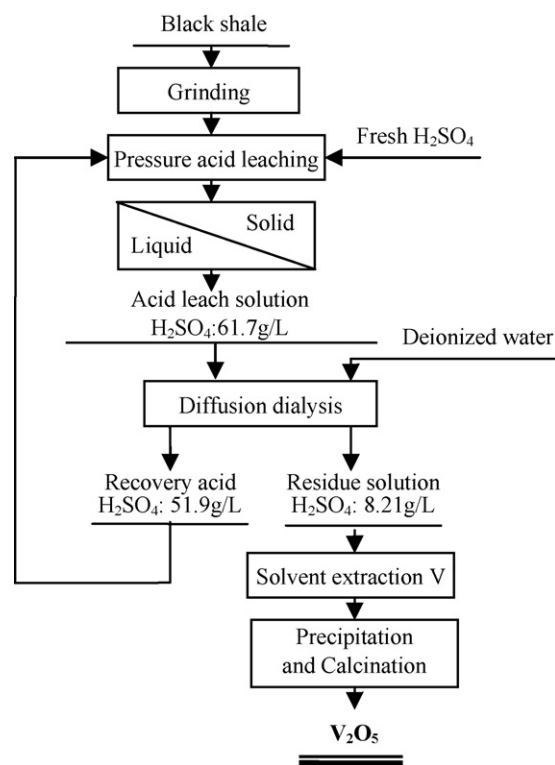 Black shale
Grinding
Pressure acid leaching
Fresh H₂SO₄
Solid
Liquid
Acid leach solution
H₂SO₄:61.7g/L
Deionized water
Diffusion dialysis
Recovery acid
H₂SO₄: 51.9g/L
Residue solution
H₂SO₄: 8.21g/L
Solvent extraction V
Precipitation
and Calcination
V₂O₅